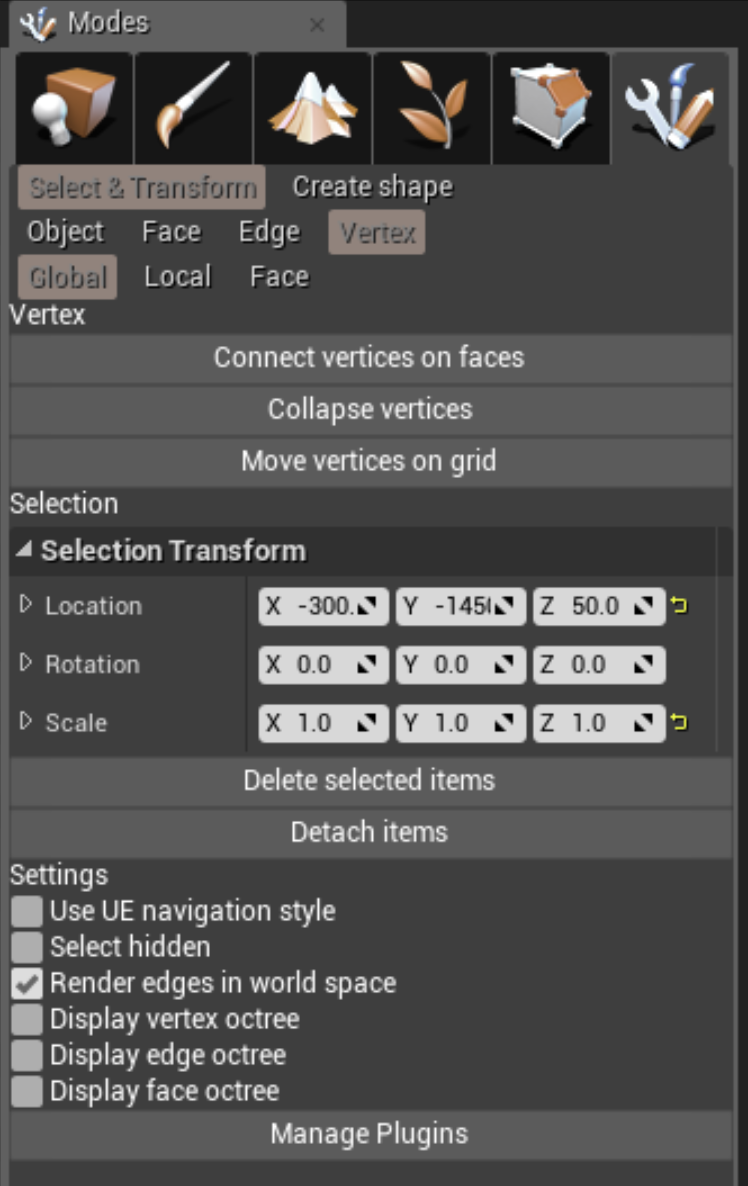 Modes
Select & Transform Create shape
Object Face Edge Vertex
Global Local Face
Vertex
Connect vertices on faces
Collapse vertices
Move vertices on grid
Selection
Selection Transform
Location X -300. Y -145 Z 50.0
Rotation X 0.0 Y 0.0 Z 0.0
Scale X 1.0 Y 1.0 Z 1.0
Delete selected items
Detach items
Settings
Use UE navigation style
Select hidden
Render edges in world space
Display vertex octree
Display edge octree
Display face octree
Manage Plugins